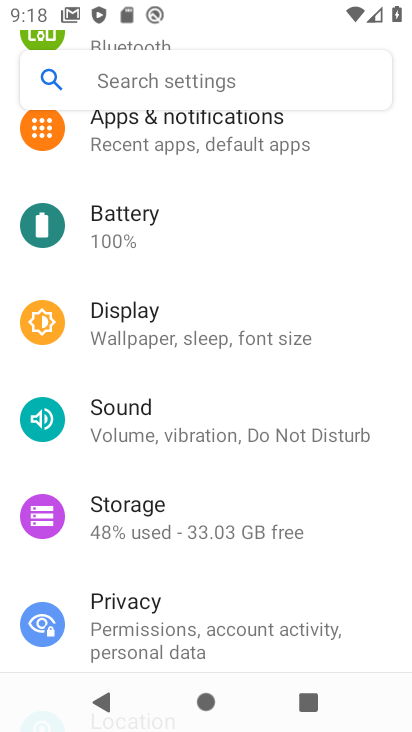 9:18
Bluetooth
Search settings
Apps & notifications
Recent apps, default apps
Battery
100%
Display
Wallpaper, sleep, font size
Sound
Volume, vibration, Do Not Disturb
Storage
48% used - 33.03 GB free
Privacy
Permissions, account activity,
personal data
Location